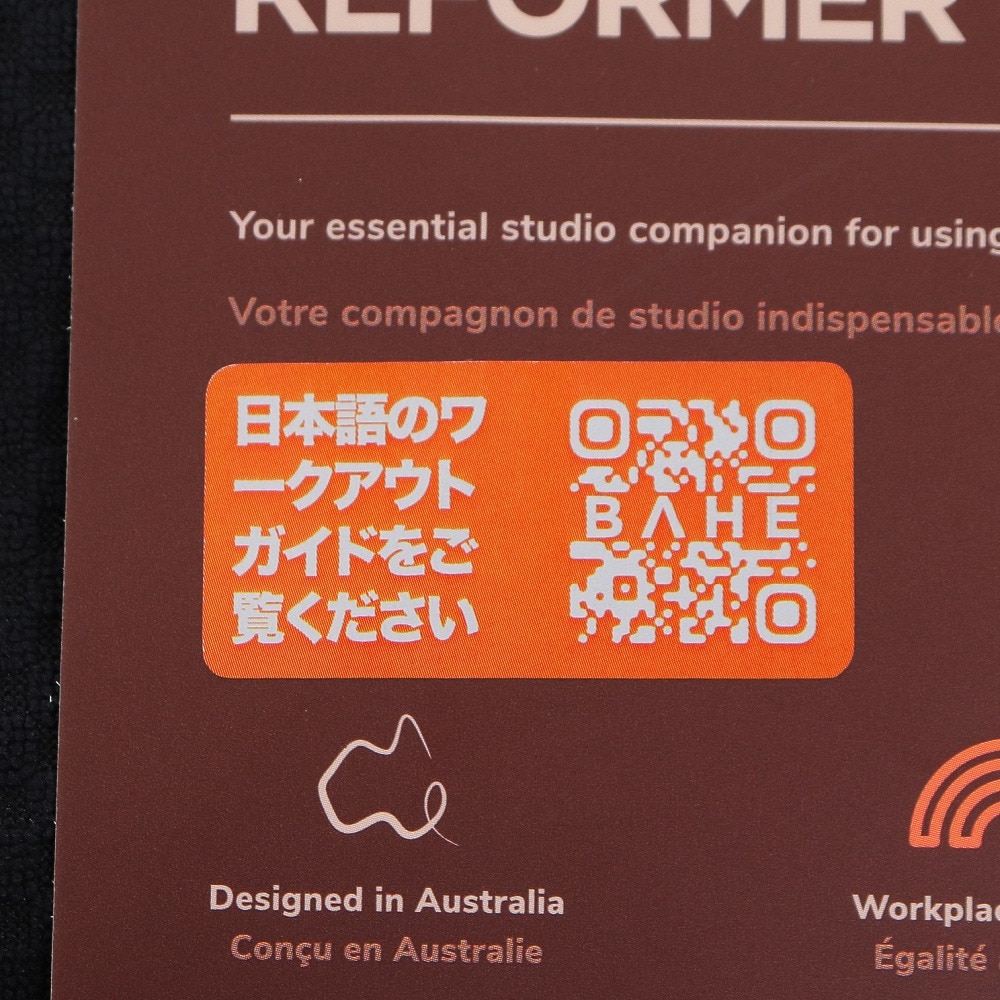 REFORMER
Your essential studio companion for using
Votre compagnon de studio indispensable
日本語のワ
ークアウト
ガイドをご
覧ください
BAHE
Designed in Australia
Conçu en Australie
Égalité